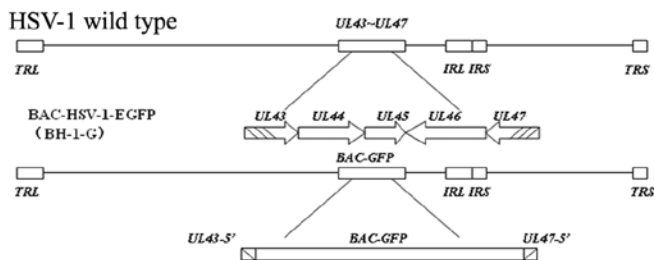 HSV-1 wild type
UL43~UL47
TRL IRL IRS TRS
UL43 UL44 UL45 UL46 UL47
BAC-HSV-1-EGFP
(BH-1-G)
BAC-GFP
TRL IRL IRS TRS
UL43-5' BAC-GFP UL47-5'